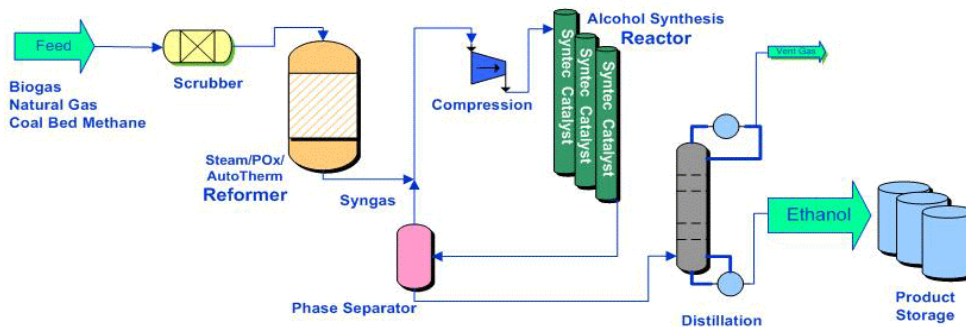 Feed
Biogas
Natural Gas
Coal Bed Methane
Scrubber
Steam/POx/
AutoTherm
Reformer
Syngas
Compression
Alcohol Synthesis
Reactor
Syntec Catalyst
Syntec Catalyst
Syntec Catalyst
Phase Separator
Vent Gas
Distillation
Ethanol
Product
Storage